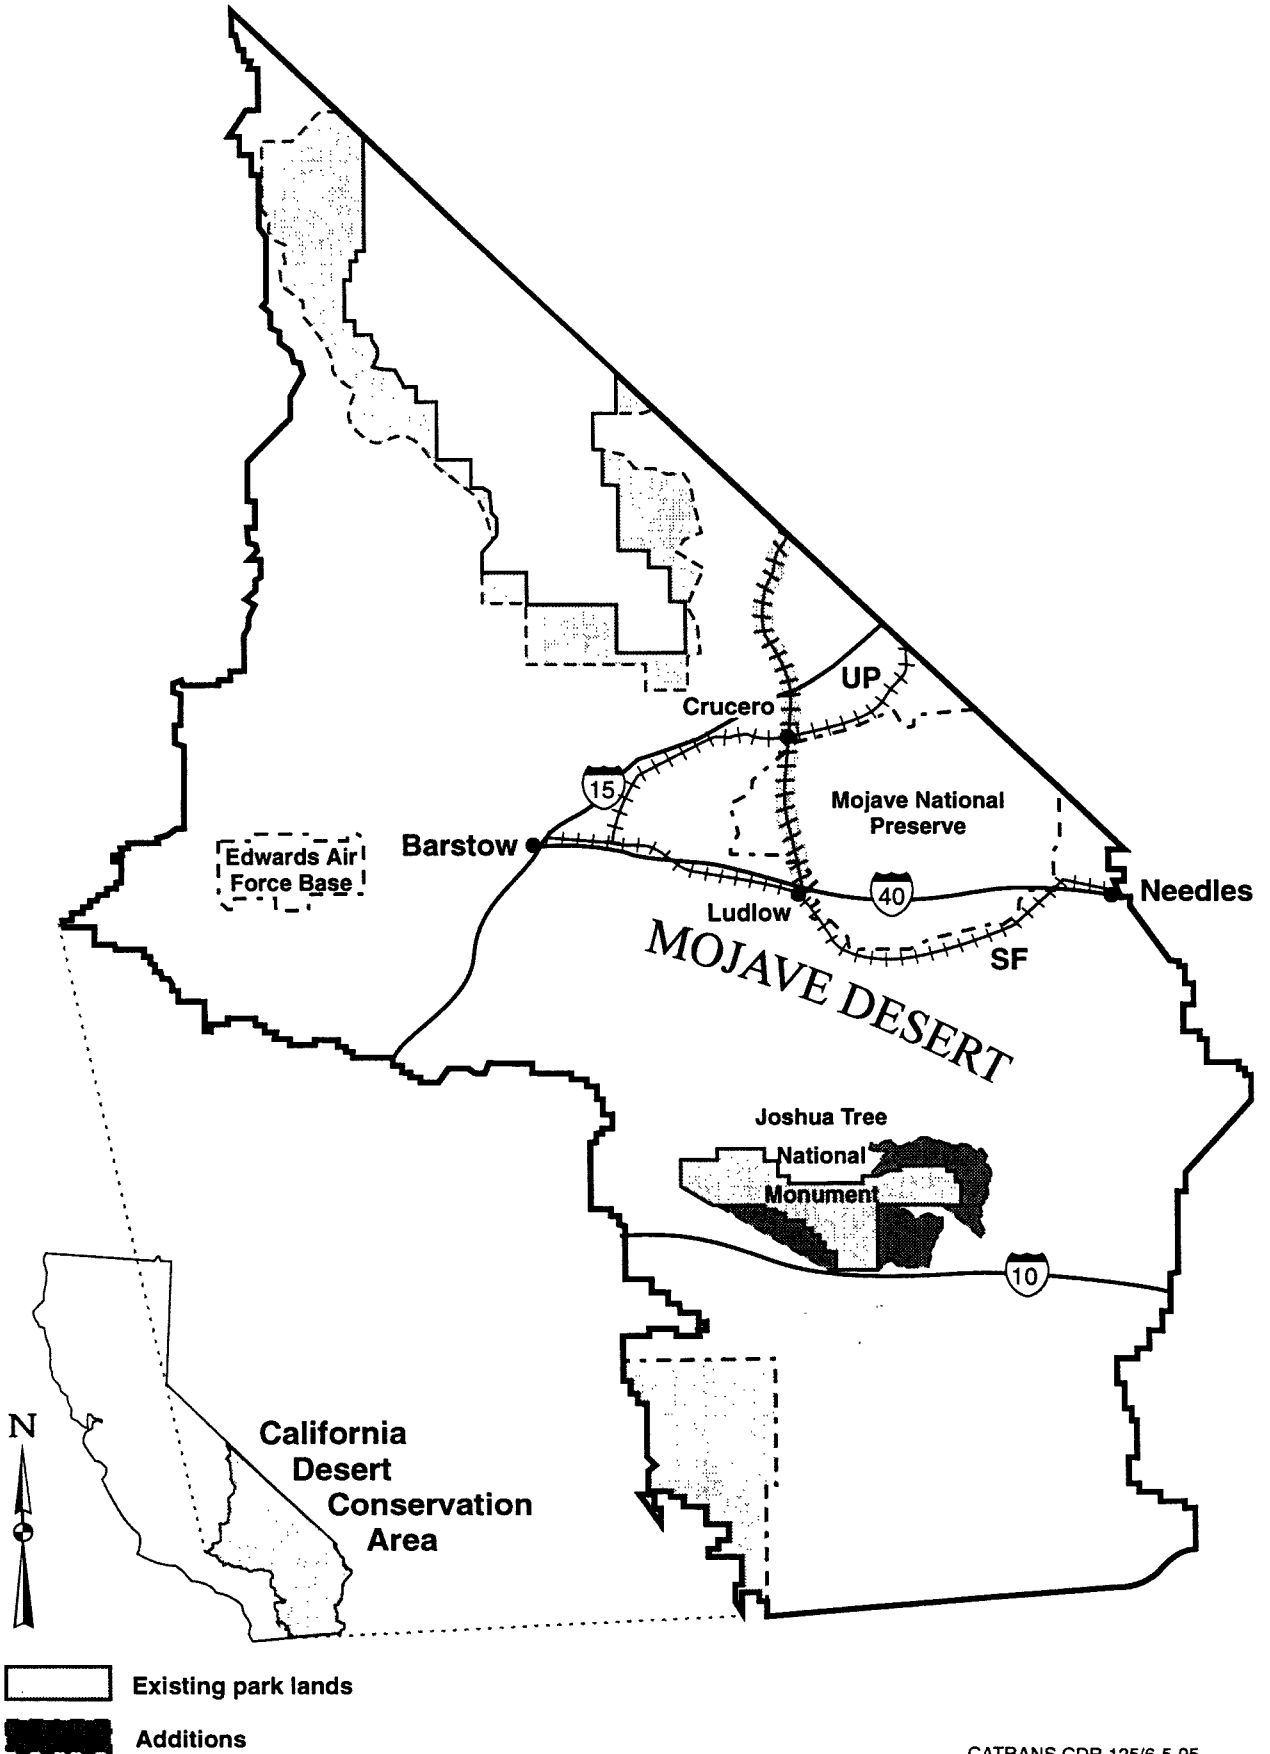 UP
Crucero
15
Mojave National
Preserve
Edwards Air
Force Base
Barstow
40
Needles
Ludlow
SF
MOJAVE DESERT
Joshua Tree
National
Monument
10
N
California
Desert
Conservation
Area
Existing park lands
Additions